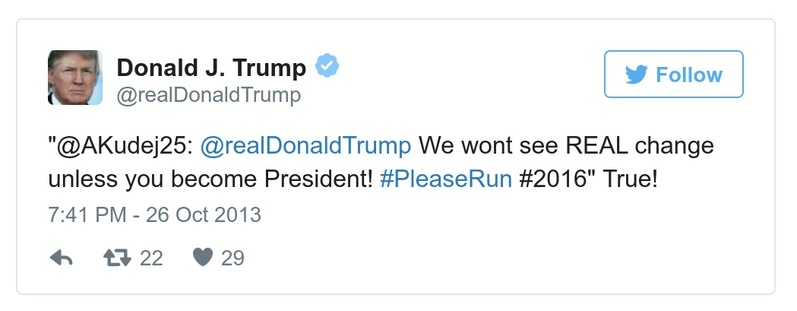 Donald J. Trump
@realDonaldTrump
Follow
"@AKudej25: @realDonaldTrump We wont see REAL change
unless you become President! #PleaseRun #2016" True!
7:41 PM - 26 Oct 2013
22 29